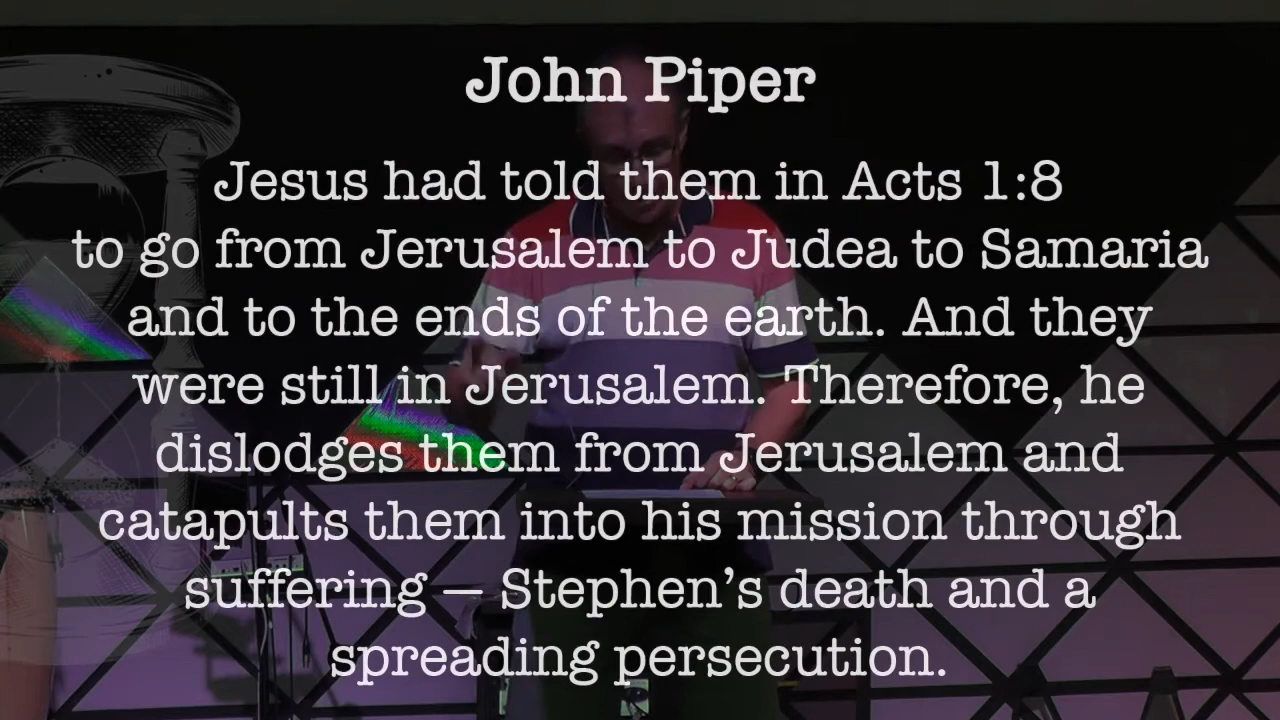 John Piper
Jesus had told them in Acts 1:8
to go from Jerusalem to Judea to Samaria
and to the ends of the earth. And they
were still in Jerusalem. Therefore, he
dislodges them from Jerusalem and
catapults them into his mission through
suffering — Stephen’s death and a
spreading persecution.